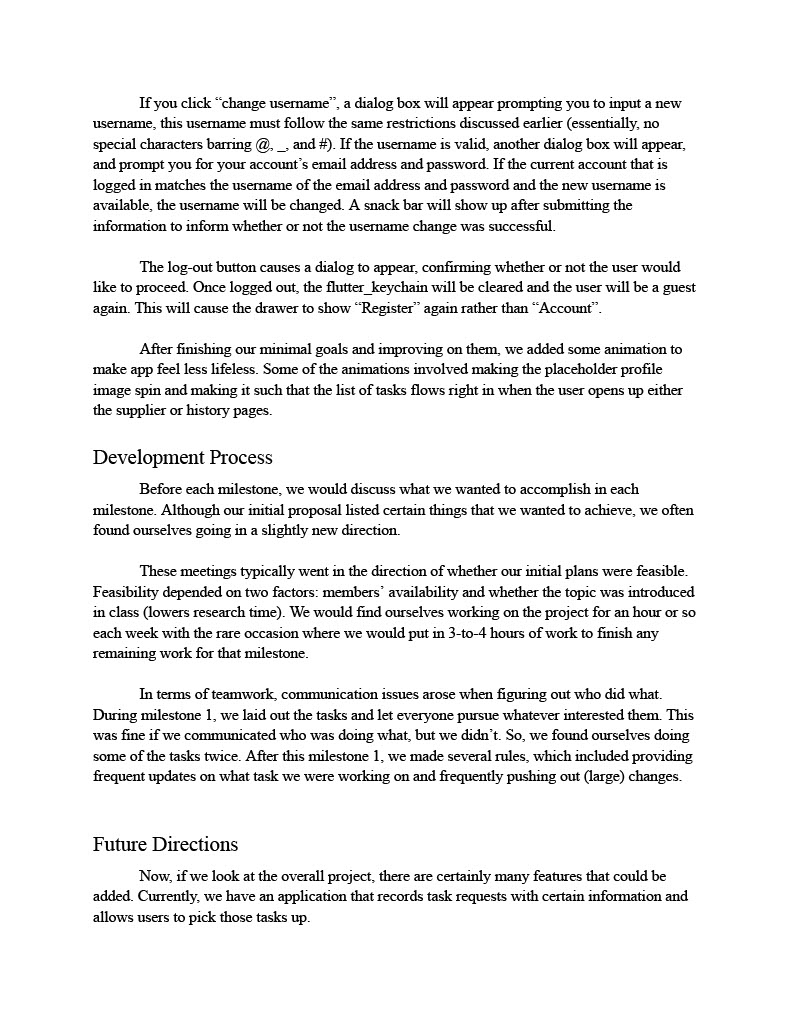 If you click “change username”, a dialog box will appear prompting you to input a new
username, this username must follow the same restrictions discussed earlier (essentially, no
special characters barring @, _, and #). If the username is valid, another dialog box will appear,
and prompt you for your account’s email address and password. If the current account that is
logged in matches the username of the email address and password and the new username is
available, the username will be changed. A snack bar will show up after submitting the
information to inform whether or not the username change was successful.
The log-out button causes a dialog to appear, confirming whether or not the user would
like to proceed. Once logged out, the flutter_keychain will be cleared and the user will be a guest
again. This will cause the drawer to show “Register” again rather than “Account”.
After finishing our minimal goals and improving on them, we added some animation to
make app feel less lifeless. Some of the animations involved making the placeholder profile
image spin and making it such that the list of tasks flows right in when the user opens up either
the supplier or history pages.
Development Process
Before each milestone, we would discuss what we wanted to accomplish in each
milestone. Although our initial proposal listed certain things that we wanted to achieve, we often
found ourselves going in a slightly new direction.
These meetings typically went in the direction of whether our initial plans were feasible.
Feasibility depended on two factors: members’ availability and whether the topic was introduced
in class (lowers research time). We would find ourselves working on the project for an hour or so
each week with the rare occasion where we would put in 3-to-4 hours of work to finish any
remaining work for that milestone.
In terms of teamwork, communication issues arose when figuring out who did what.
During milestone 1, we laid out the tasks and let everyone pursue whatever interested them. This
was fine if we communicated who was doing what, but we didn’t. So, we found ourselves doing
some of the tasks twice. After this milestone 1, we made several rules, which included providing
frequent updates on what task we were working on and frequently pushing out (large) changes.
Future Directions
Now, if we look at the overall project, there are certainly many features that could be
added. Currently, we have an application that records task requests with certain information and
allows users to pick those tasks up.